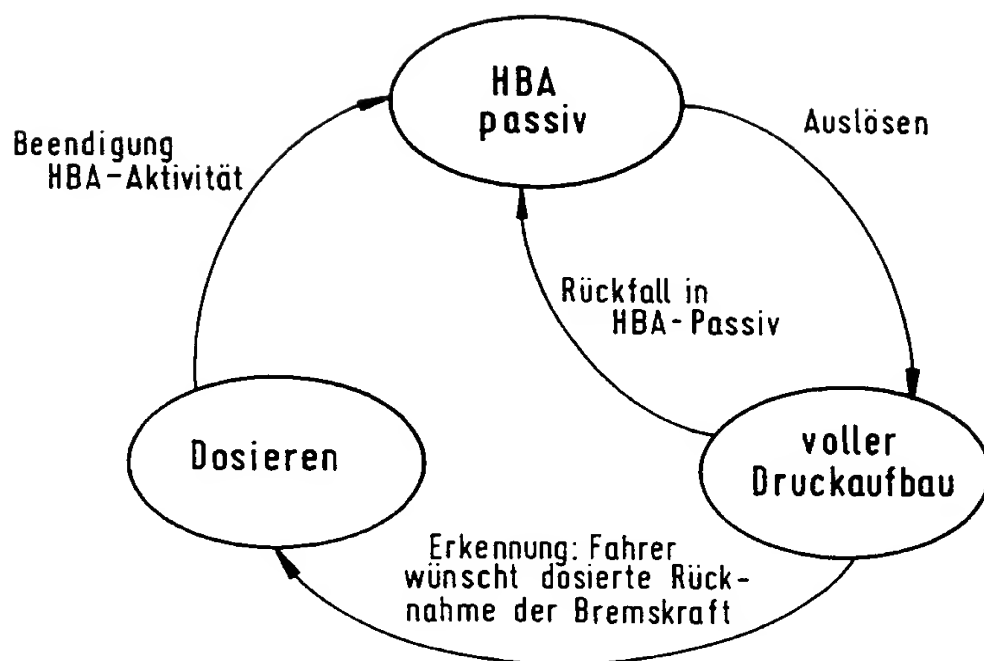 HBA
passiv
Auslösen
Beendigung
HBA-Aktivität
Rückfall in
HBA-Passiv
Dosieren
voller
Druckaufbau
Erkennung: Fahrer
wünscht dosierte Rück-
nahme der Bremskraft